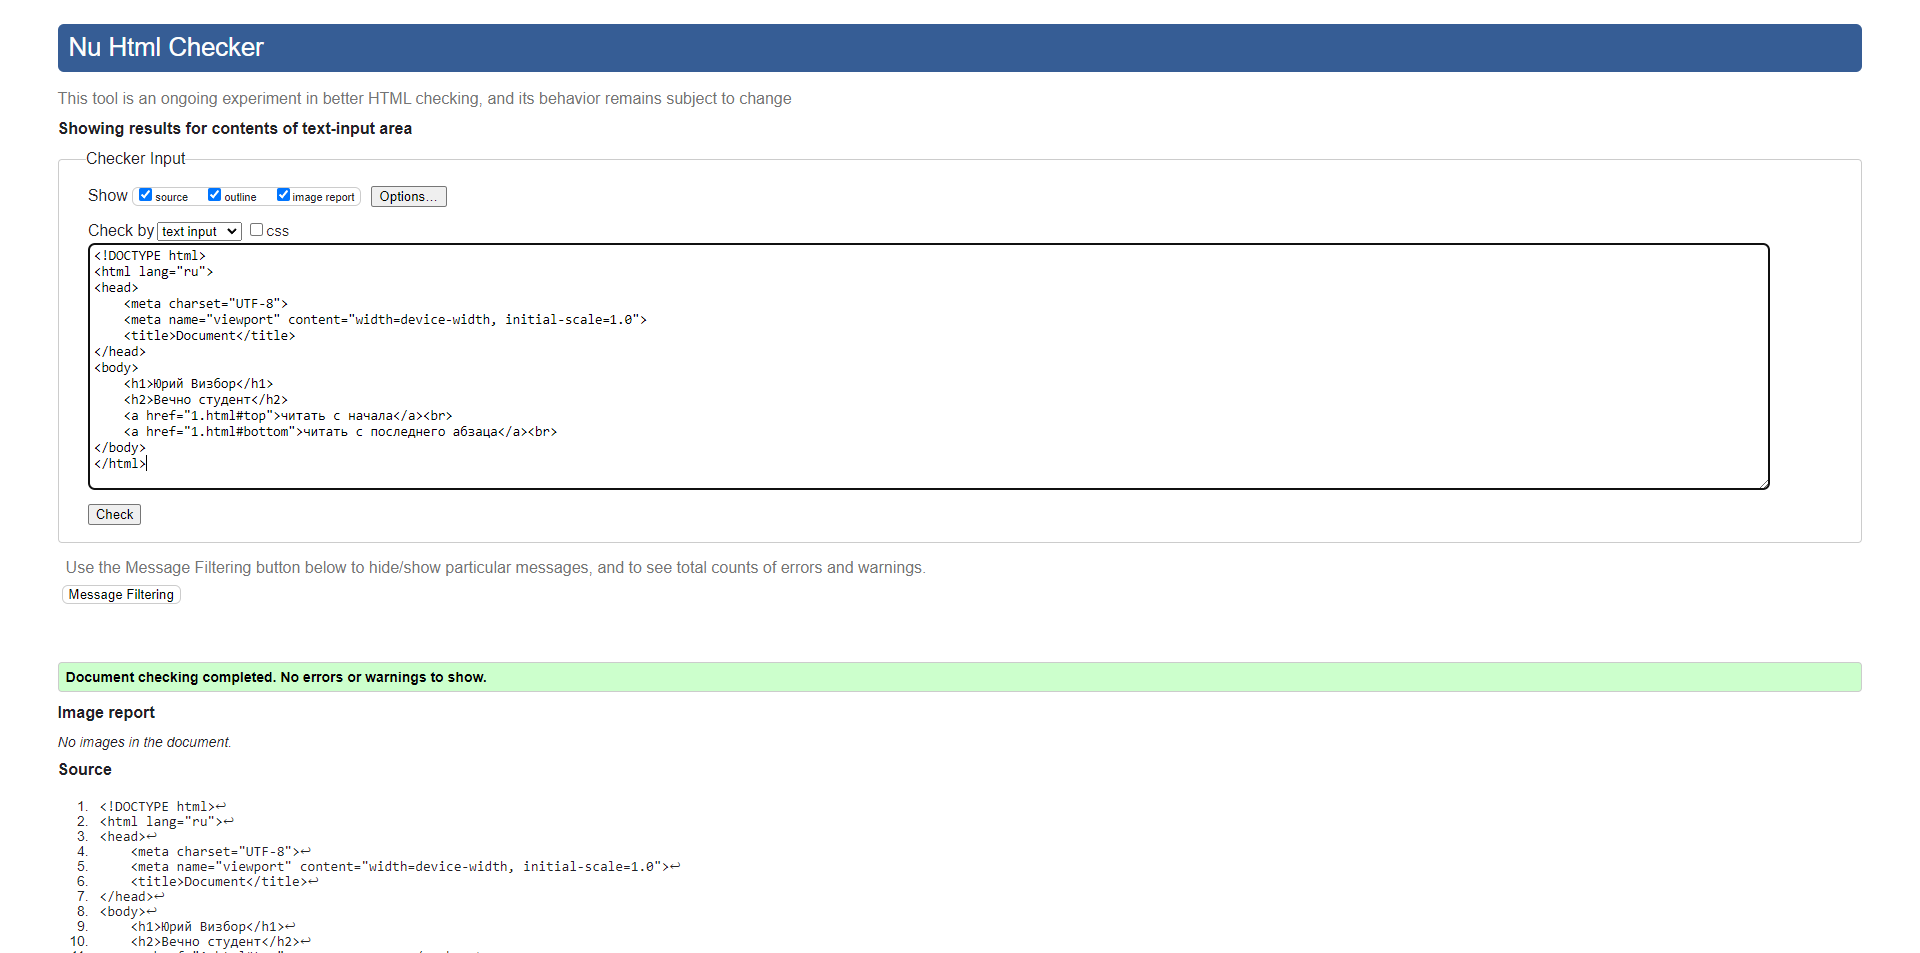 Nu Html Checker
This tool is an ongoing experiment in better HTML checking, and its behavior remains subject to change
Showing results for contents of text-input area
Checker Input
Show source outline image report Options...
Check by text input css
<!DOCTYPE html>
<html lang="ru">
<head>
    <meta charset="UTF-8">
    <meta name="viewport" content="width=device-width, initial-scale=1.0">
    <title>Document</title>
</head>
<body>
    <h1>Юрий Визбор</h1>
    <h2>Вечно студент</h2>
    <a href="1.html#top">читать с начала</a><br>
    <a href="1.html#bottom">читать с последнего абзаца</a><br>
</body>
</html>
Check
Use the Message Filtering button below to hide/show particular messages, and to see total counts of errors and warnings.
Message Filtering
Document checking completed. No errors or warnings to show.
Image report
No images in the document.
Source
1. <!DOCTYPE html>↩
2. <html lang="ru">↩
3. <head>↩
4.     <meta charset="UTF-8">↩
5.     <meta name="viewport" content="width=device-width, initial-scale=1.0">↩
6.     <title>Document</title>↩
7. </head>↩
8. <body>↩
9.     <h1>Юрий Визбор</h1>↩
10.     <h2>Вечно студент</h2>↩